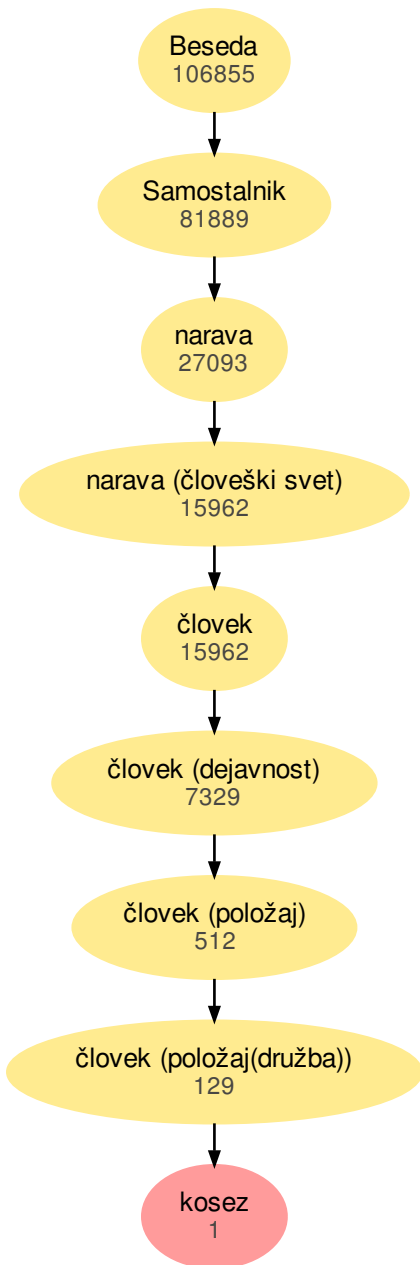 Beseda
106855
Samostalnik
81889
narava
27093
narava (človeški svet)
15962
človek
15962
človek (dejavnost)
7329
človek (položaj)
512
človek (položaj(družba))
129
kosez
1